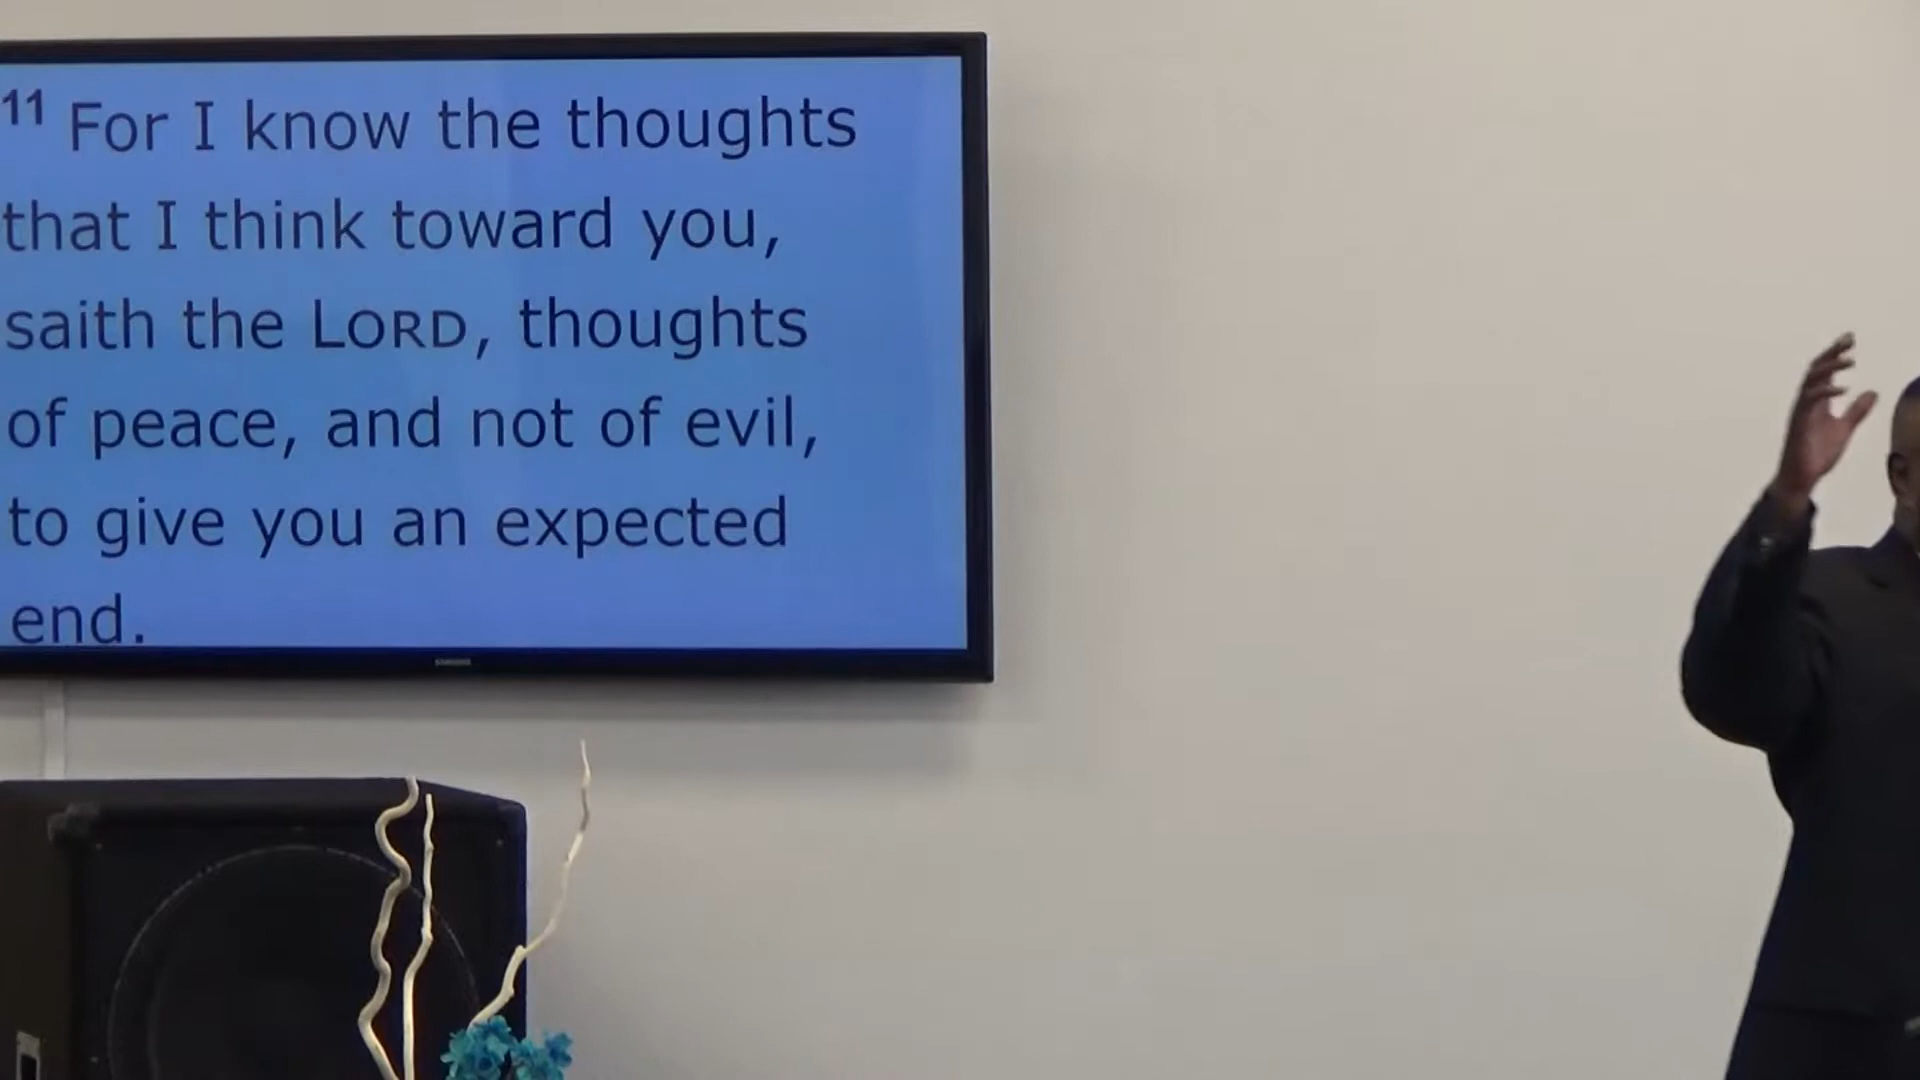 11 For I know the thoughts
that I think toward you,
saith the LORD, thoughts
of peace, and not of evil,
to give you an expected
end.
SAMSUNG